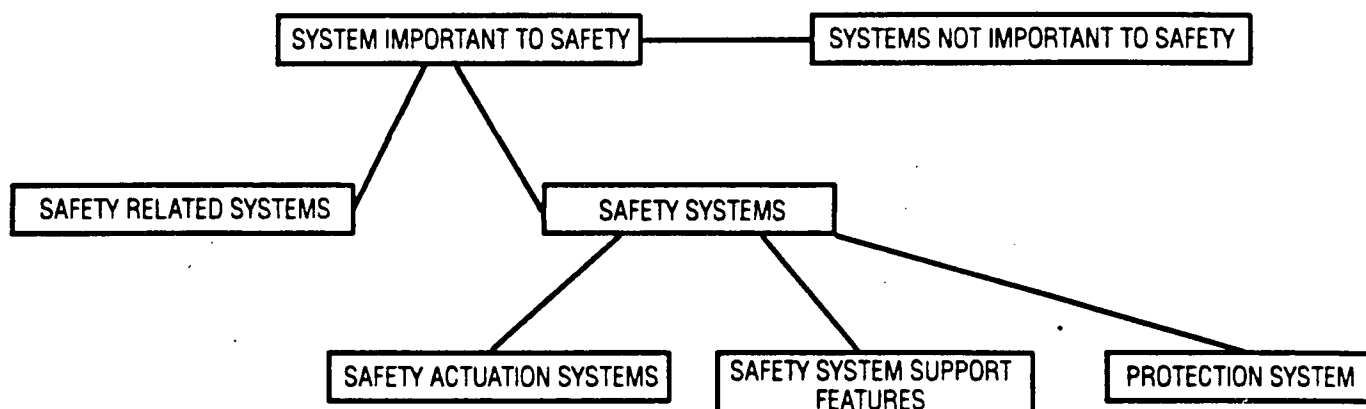 SYSTEM IMPORTANT TO SAFETY
SYSTEMS NOT IMPORTANT TO SAFETY
SAFETY RELATED SYSTEMS
SAFETY SYSTEMS
SAFETY ACTUATION SYSTEMS
SAFETY SYSTEM SUPPORT
FEATURES
PROTECTION SYSTEM